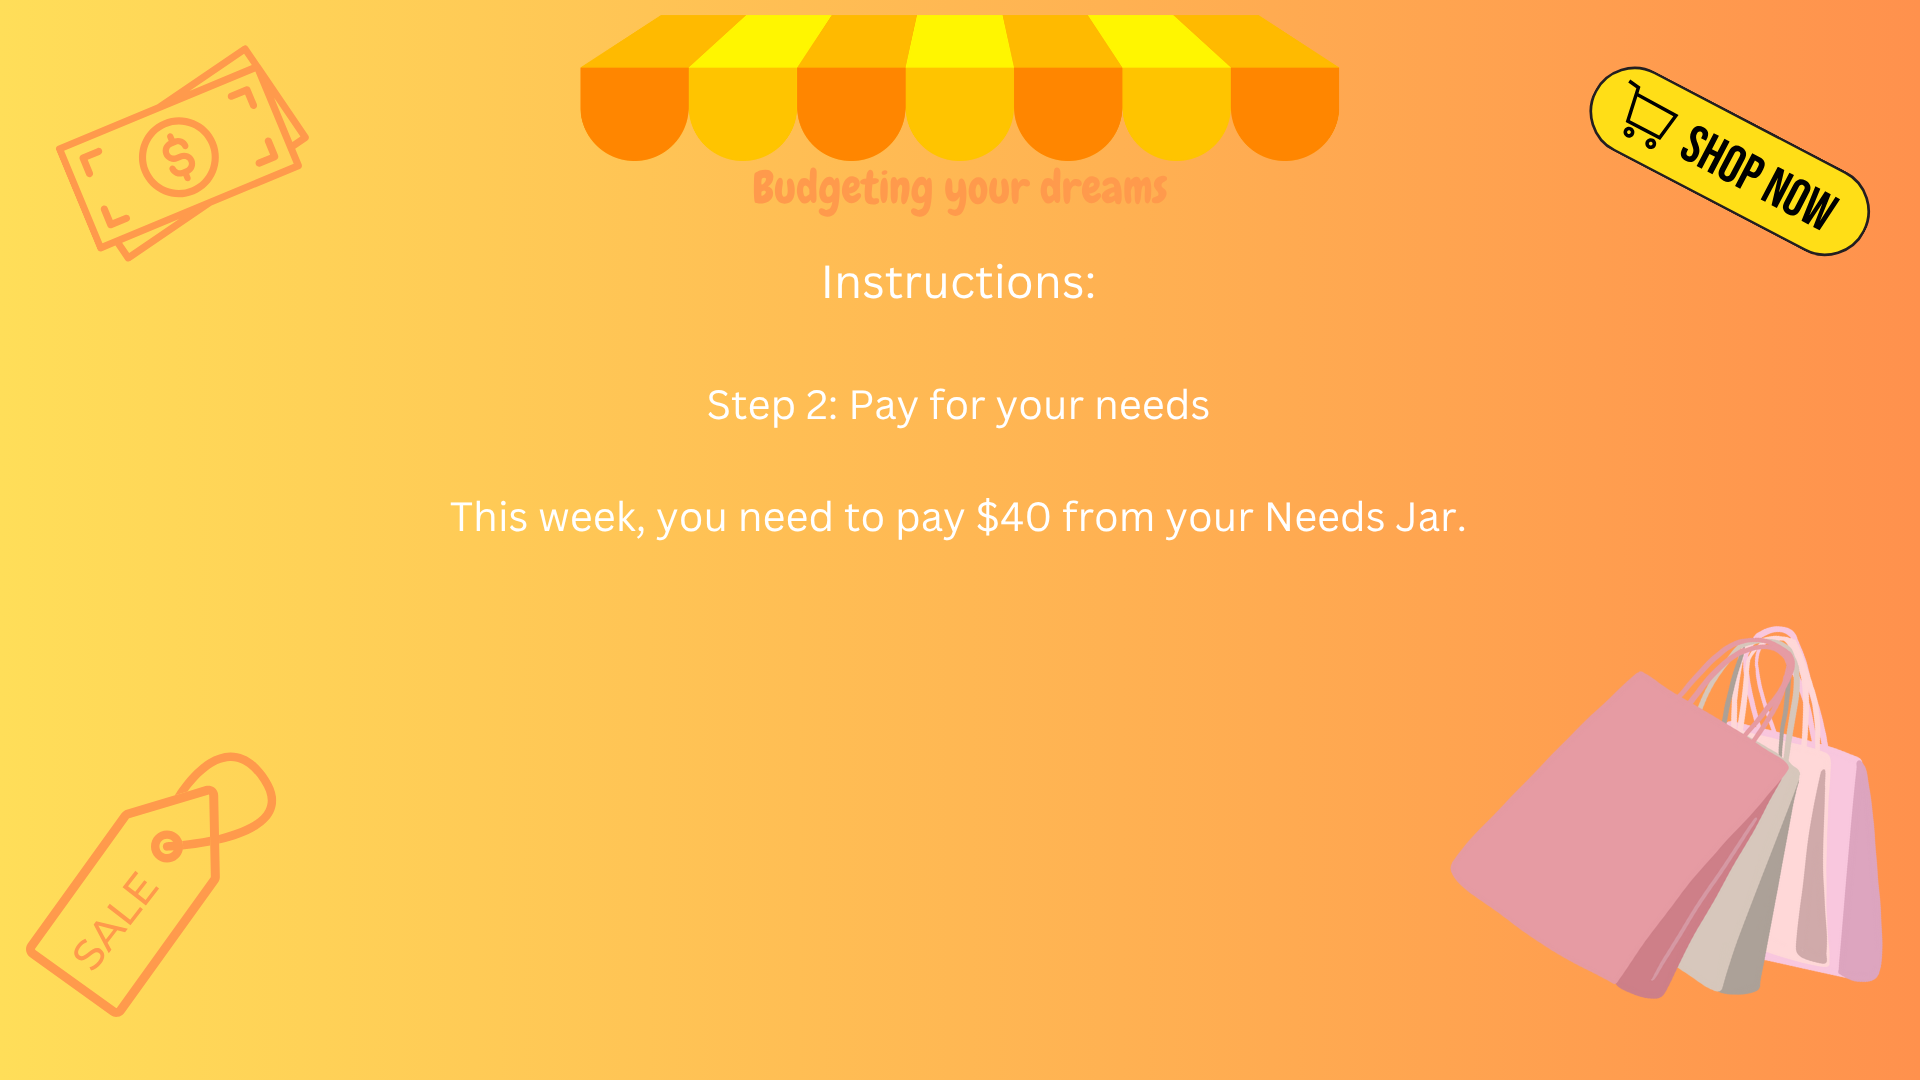 SHOP NOW
Budgeting your dreams
Instructions:
Step 2: Pay for your needs
This week, you need to pay $40 from your Needs Jar.
$
SALE